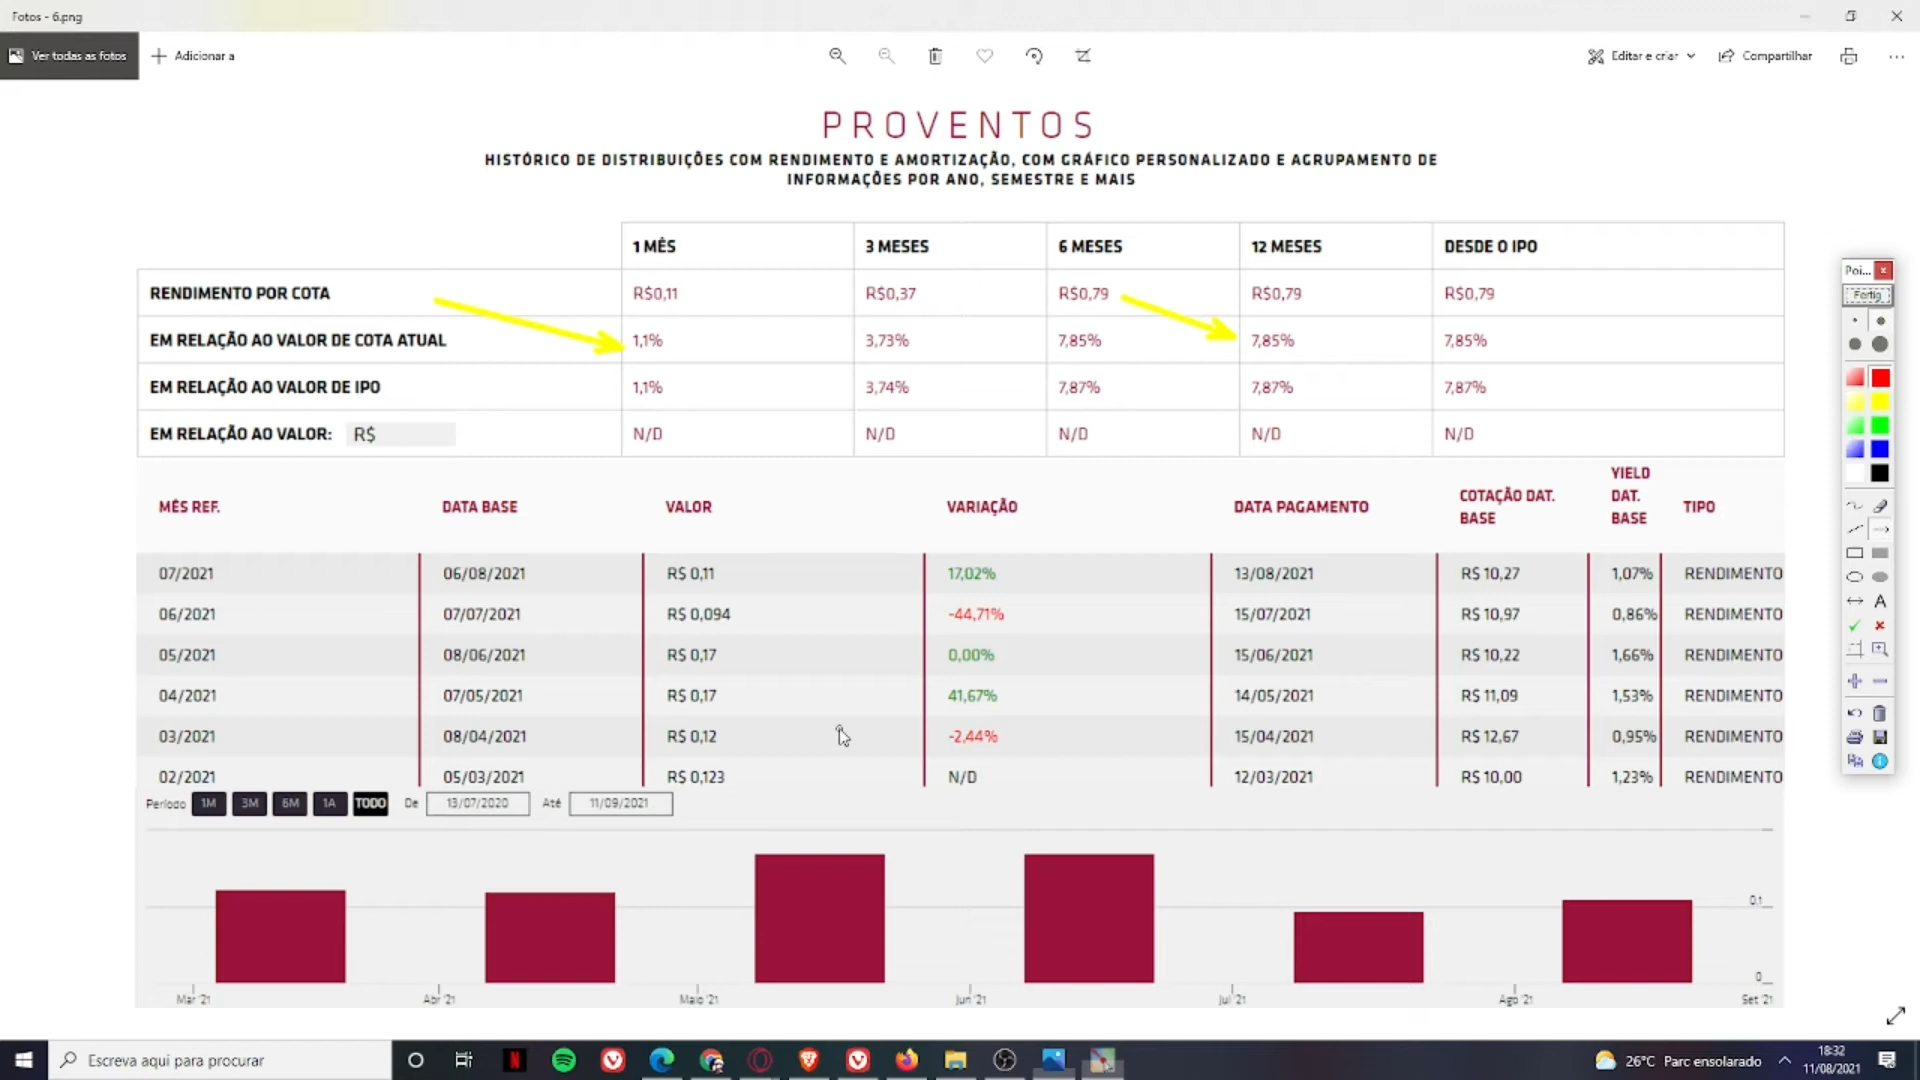 Fotos - 6.png
Ver todas as fotos
Adicionar a
Editar e criar
Compartilhar
PROVENTOS
HISTÓRICO DE DISTRIBUIÇÕES COM RENDIMENTO E AMORTIZAÇÃO, COM GRÁFICO PERSONALIZADO E AGRUPAMENTO DE
INFORMAÇÕES POR ANO, SEMESTRE E MAIS
1 MÊS 3 MESES 6 MESES 12 MESES DESDE O IPO
RENDIMENTO POR COTA R$0,11 R$0,37 R$0,79 R$0,79 R$0,79
EM RELAÇÃO AO VALOR DE COTA ATUAL 1,1% 3,73% 7,85% 7,85% 7,85%
EM RELAÇÃO AO VALOR DE IPO 1,1% 3,74% 7,87% 7,87% 7,87%
EM RELAÇÃO AO VALOR: R$ N/D N/D N/D N/D N/D
MÊS REF. DATA BASE VALOR VARIAÇÃO DATA PAGAMENTO COTAÇÃO DAT. BASE YIELD DAT. BASE TIPO
07/2021 06/08/2021 R$ 0,11 17,02% 13/08/2021 R$ 10,27 1,07% RENDIMENTO
06/2021 07/07/2021 R$ 0,094 -44,71% 15/07/2021 R$ 10,97 0,86% RENDIMENTO
05/2021 08/06/2021 R$ 0,17 0,00% 15/06/2021 R$ 10,22 1,66% RENDIMENTO
04/2021 07/05/2021 R$ 0,17 41,67% 14/05/2021 R$ 11,09 1,53% RENDIMENTO
03/2021 08/04/2021 R$ 0,12 -2,44% 15/04/2021 R$ 12,67 0,95% RENDIMENTO
02/2021 05/03/2021 R$ 0,123 N/D 12/03/2021 R$ 10,00 1,23% RENDIMENTO
Período 1M 3M 6M 1A TODO De 13/07/2020 Até 11/09/2021
0.1
0
Mar '21 Abr '21 Maio '21 Jun '21 Jul '21 Ago '21 Set '21
Poi...
Fertig
A
Escreva aqui para procurar
26°C Parc ensolarado
18:32
11/08/2021